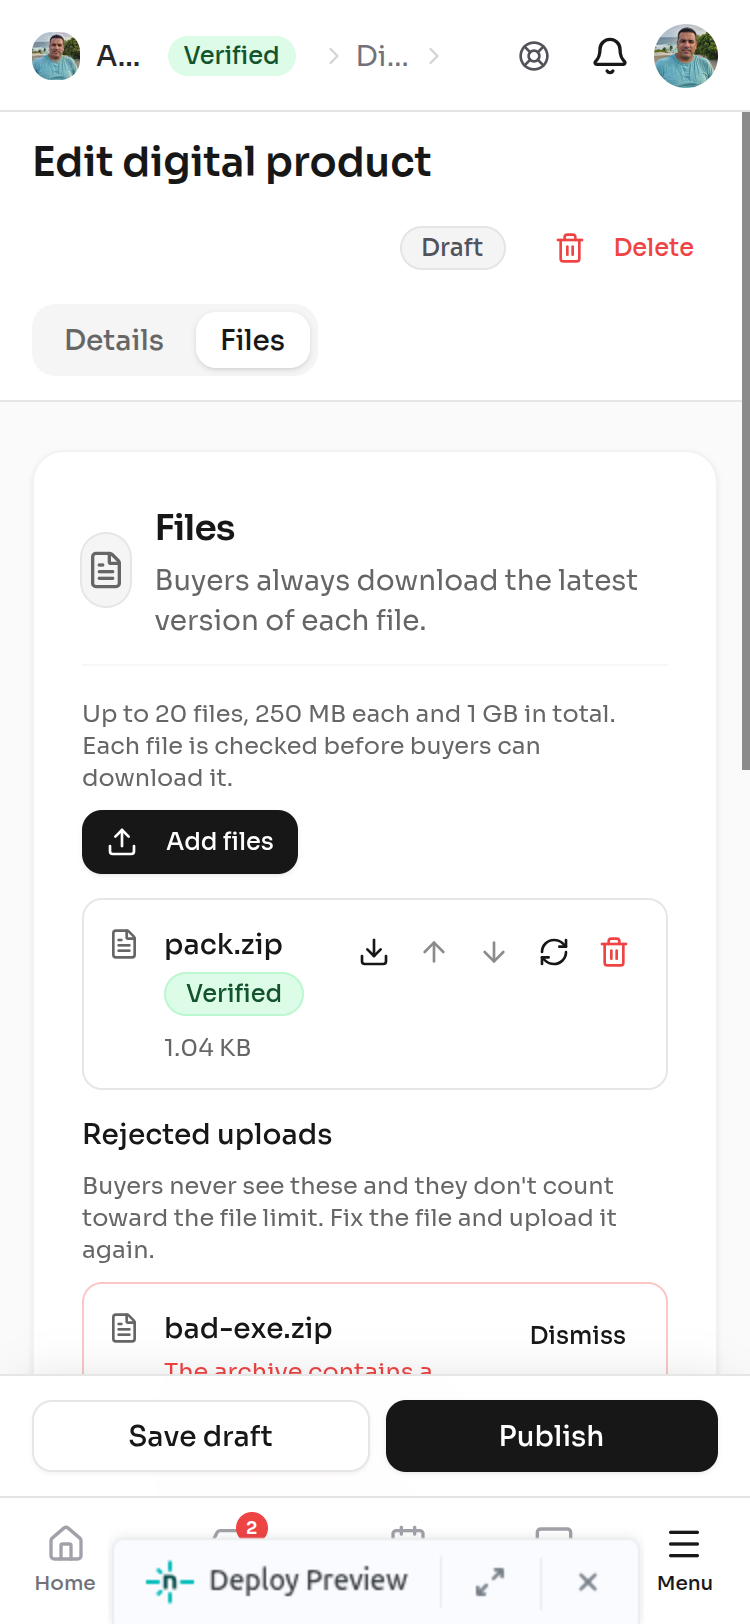 A...
Verified
Di...
Edit digital product
Draft
Delete
Details
Files
Files
Buyers always download the latest
version of each file.
Up to 20 files, 250 MB each and 1 GB in total.
Each file is checked before buyers can
download it.
Add files
pack.zip
Verified
1.04 KB
Rejected uploads
Buyers never see these and they don't count
toward the file limit. Fix the file and upload it
again.
bad-exe.zip
Dismiss
The archive contains a
Save draft
Publish
2
Home
n
Deploy Preview
Menu